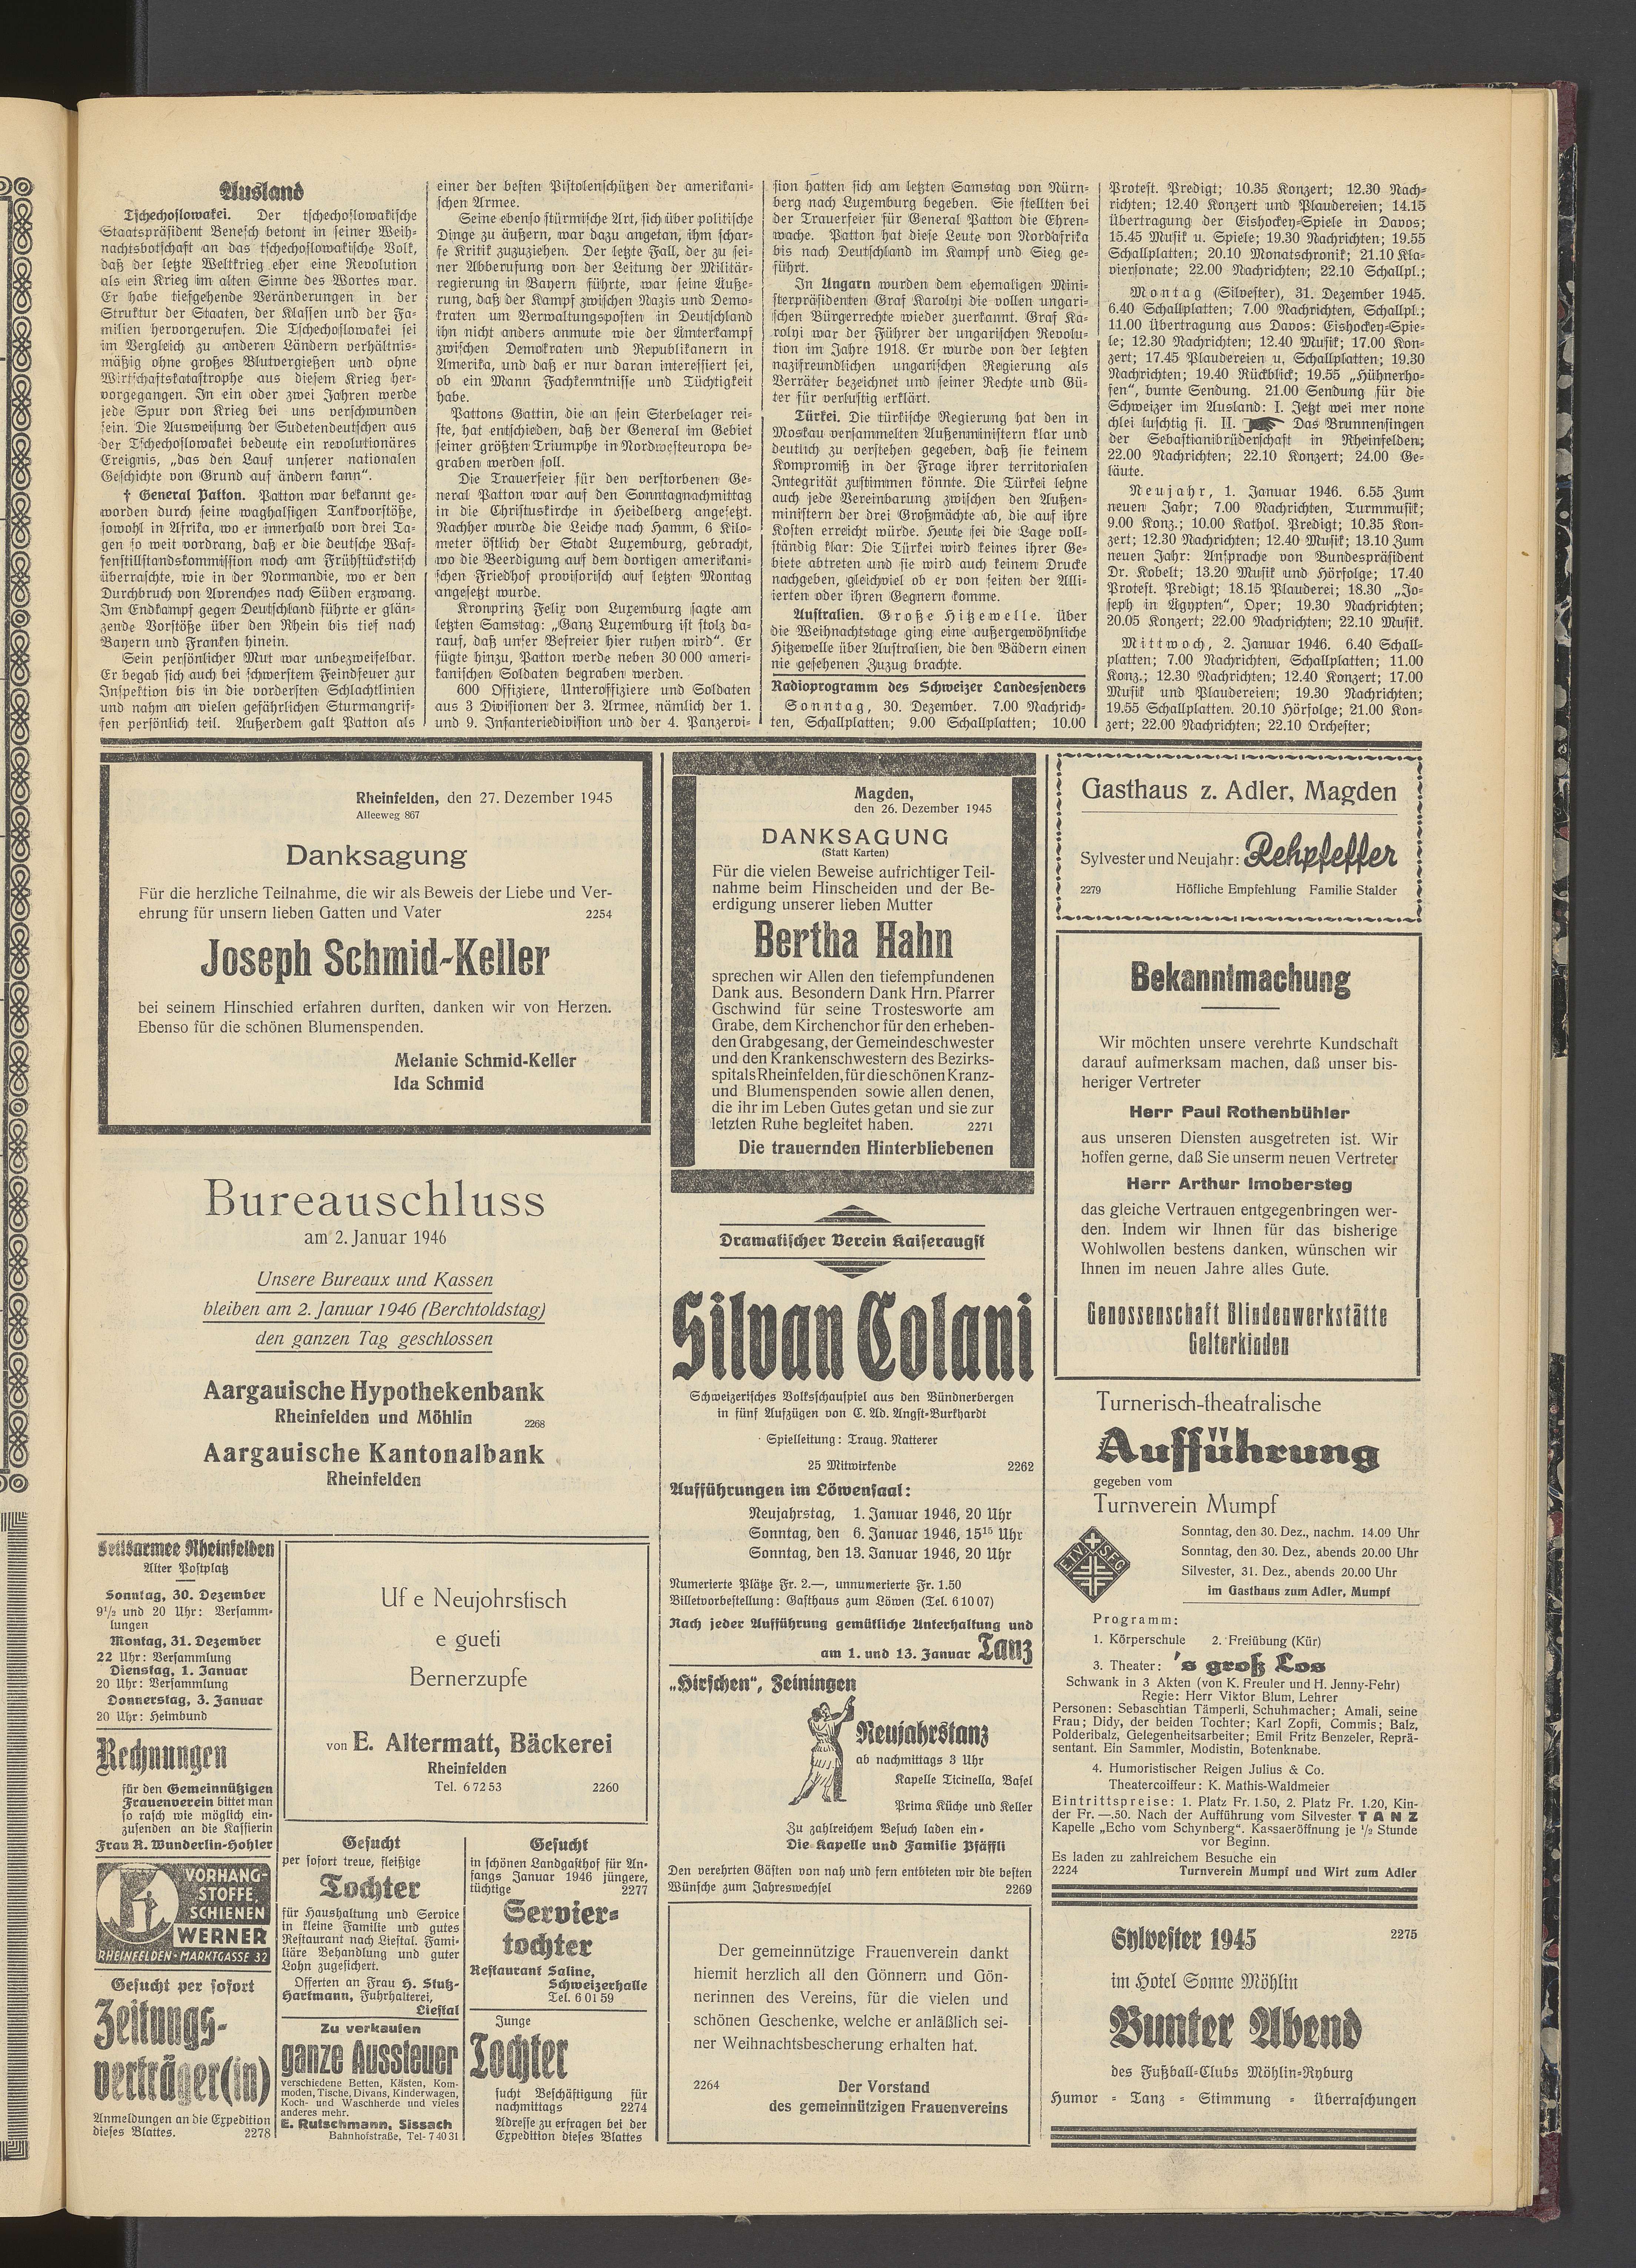 Ausland
Tschechoslowakei. Der tschechoslowakische
Staatspräsident Benesch betont in seiner Weih-
nachtsbotschaft an das tschechoslowakische Volk,
daß der letzte Weltkrieg eher eine Revolution
als ein Krieg im alten Sinne des Wortes war.
Er habe tiefgehende Veränderungen in der
Struktur der Staaten, der Klassen und der Fa-
milien hervorgerufen. Die Tschechoslowakei sei
im Vergleich zu anderen Ländern verhältnis-
mäßig ohne großes Blutvergießen und ohne
Wirtschaftskatastrophe aus diesem Krieg her-
vorgegangen. In ein oder zwei Jahren werde
jede Spur von Krieg bei uns verschwunden
sein. Die Ausweisung der Sudetendeutschen aus
der Tschechoslowakei bedeute ein revolutionäres
Ereignis, „das den Lauf unserer nationalen
Geschichte von Grund auf ändern kann“.
† General Patton. Patton war bekannt ge-
worden durch seine waghalsigen Tankvorstöße,
sowohl in Afrika, wo er innerhalb von drei Ta-
gen so weit vordrang, daß er die deutsche Waf-
fenstillstandskommission noch am Frühstückstisch
überraschte, wie in der Normandie, wo er den
Durchbruch von Avrenches nach Süden erzwang.
Im Endkampf gegen Deutschland führte er glän-
zende Vorstöße über den Rhein bis tief nach
Bayern und Franken hinein.
Sein persönlicher Mut war unbezweifelbar.
Er begab sich auch bei schwerstem Feindfeuer zur
Inspektion bis in die vordersten Schlachtlinien
und nahm an vielen gefährlichen Sturmangrif-
fen persönlich teil. Außerdem galt Patton als
einer der besten Pistolenschützen der amerikani-
schen Armee.
Seine ebenso stürmische Art, sich über politische
Dinge zu äußern, war dazu angetan, ihm schar-
fe Kritik zuzuziehen. Der letzte Fall, der zu sei-
ner Abberufung von der Leitung der Militär-
regierung in Bayern führte, war seine Äuße-
rung, daß der Kampf zwischen Nazis und Demo-
kraten um Verwaltungsposten in Deutschland
ihn nicht anders anmute wie der Ämterkampf
zwischen Demokraten und Republikanern in
Amerika, und daß er nur daran interessiert sei,
ob ein Mann Fachkenntnisse und Tüchtigkeit
habe.
Pattons Gattin, die an sein Sterbelager rei-
ste, hat entschieden, daß der General im Gebiet
seiner größten Triumphe in Nordwesteuropa be-
graben werden soll.
Die Trauerfeier für den verstorbenen Ge-
neral Patton war auf den Sonntagnachmittag
in die Christuskirche in Heidelberg angesetzt.
Nachher wurde die Leiche nach Hamm, 6 Kilo-
meter östlich der Stadt Luxemburg, gebracht,
wo die Beerdigung auf dem dortigen amerikani-
schen Friedhof provisorisch auf letzten Montag
angesetzt wurde.
Kronprinz Felix von Luxemburg sagte am
letzten Samstag: „Ganz Luxemburg ist stolz da-
rauf, daß unser Befreier hier ruhen wird“. Er
fügte hinzu, Patton werde neben 30 000 ameri-
kanischen Soldaten begraben werden.
600 Offiziere, Unteroffiziere und Soldaten
aus 3 Divisionen der 3. Armee, nämlich der 1.
und 9. Infanteriedivision und der 4. Panzerdivi-
sion hatten sich am letzten Samstag von Nürn-
berg nach Luxemburg begeben. Sie stellten bei
der Trauerfeier für General Patton die Ehren-
wache. Patton hat diese Leute von Nordafrika
bis nach Deutschland im Kampf und Sieg ge-
führt.
In Ungarn wurden dem ehemaligen Mini-
sterpräsidenten Graf Karolyi die vollen ungari-
schen Bürgerrechte wieder zuerkannt. Graf Ka-
rolyi war der Führer der ungarischen Revolu-
tion im Jahre 1918. Er wurde von der letzten
nazifreundlichen ungarischen Regierung als
Verräter bezeichnet und seiner Rechte und Gü-
ter für verlustig erklärt.
Türkei. Die türkische Regierung hat den in
Moskau versammelten Außenministern klar und
deutlich zu verstehen gegeben, daß sie keinem
Kompromiß in der Frage ihrer territorialen
Integrität zustimmen könnte. Die Türkei lehne
auch jede Vereinbarung zwischen den Außen-
ministern der drei Großmächte ab, die auf ihre
Kosten erreicht würde. Heute sei die Lage voll-
ständig klar: Die Türkei wird keines ihrer Ge-
biete abtreten und sie wird auch keinem Drucke
nachgeben, gleichviel ob er von seiten der Alli-
ierten oder ihren Gegnern komme.
Australien. Große Hitzewelle. Über
die Weihnachtstage ging eine außergewöhnliche
Hitzewelle über Australien, die den Bädern einen
nie gesehenen Zuzug brachte.
Radioprogramm des Schweizer Landessenders
Sonntag, 30. Dezember. 7.00 Nachrich-
ten, Schallplatten; 9.00 Schallplatten; 10.00
Protest. Predigt; 10.35 Konzert; 12.30 Nach-
richten; 12.40 Konzert und Plaudereien; 14.15
Übertragung der Eishockey-Spiele in Davos;
15.45 Musik u. Spiele; 19.30 Nachrichten; 19.55
Schallplatten; 20.10 Monatschronik; 21.10 Kla-
viersonate; 22.00 Nachrichten; 22.10 Schallpl.;
Montag (Silvester), 31. Dezember 1945.
6.40 Schallplatten; 7.00 Nachrichten, Schallpl.;
11.00 Übertragung aus Davos: Eishockey-Spie-
le; 12.30 Nachrichten; 12.40 Musik; 17.00 Kon-
zert; 17.45 Plaudereien u, Schallplatten; 19.30
Nachrichten; 19.40 Rückblick; 19.55 „Hühnerho-
fen“, bunte Sendung. 21.00 Sendung für die
Schweizer im Ausland: I. Jetzt wei mer none
chlei luschtig si. II. Das Brunnensingen
der Sebastianibrüderschaft in Rheinfelden;
22.00 Nachrichten; 22.10 Konzert; 24.00 Ge-
läute.
Neujahr, 1. Januar 1946. 6.55 Zum
neuen Jahr; 7.00 Nachrichten, Turmmusik;
9.00 Konz.; 10.00 Kathol. Predigt; 10.35 Kon-
zert; 12.30 Nachrichten; 12.40 Musik; 13.10 Zum
neuen Jahr: Ansprache von Bundespräsident
Dr. Kobelt; 13.20 Musik und Hörfolge; 17.40
Protest. Predigt; 18.15 Plauderei; 18.30 „Jo-
seph in Ägypten“, Oper; 19.30 Nachrichten;
20.05 Konzert; 22.00 Nachrichten; 22.10 Musik.
Mittwoch, 2. Januar 1946. 6.40 Schall-
platten; 7.00 Nachrichten, Schallplatten; 11.00
Konz.; 12.30 Nachrichten; 12.40 Konzert; 17.00
Musik und Plaudereien; 19.30 Nachrichten;
19.55 Schallplatten. 20.10 Hörfolge; 21.00 Kon-
zert; 22.00 Nachrichten; 22.10 Orchester;
Rheinfelden, den 27. Dezember 1945
Alleeweg 867
Danksagung
Für die herzliche Teilnahme, die wir als Beweis der Liebe und Ver-
ehrung für unsern lieben Gatten und Vater 2254
Joseph Schmid-Keller
bei seinem Hinschied erfahren durften, danken wir von Herzen.
Ebenso für die schönen Blumenspenden.
Melanie Schmid-Keller
Ida Schmid
Bureauschluss
am 2. Januar 1946
Unsere Bureaux und Kassen
bleiben am 2. Januar 1946 (Berchtoldstag)
den ganzen Tag geschlossen
Aargauische Hypothekenbank
Rheinfelden und Möhlin 2268
Aargauische Kantonalbank
Rheinfelden
Heilsarmee Rheinfelden
Alter Postplatz
Sonntag, 30. Dezember
9½ und 20 Uhr: Versamm-
lungen
Montag, 31. Dezember
22 Uhr: Versammlung
Dienstag, 1. Januar
20 Uhr: Versammlung
Donnerstag, 3. Januar
20 Uhr: Heimbund
Rechnungen
für den Gemeinnützigen
Frauenverein bittet man
so rasch wie möglich ein-
zusenden an die Kassierin
Frau R. Wunderlin-Hohler
VORHANG-
STOFFE,
SCHIENEN
WERNER
RHEINFELDEN - MARKTGASSE 32
Gesucht per sofort
Zeitungs-
verträger(in)
Anmeldungen an die Expedition
dieses Blattes. 2278
Uf e Neujohrstisch
e gueti
Bernerzupfe
von E. Altermatt, Bäckerei
Rheinfelden
Tel. 6 72 53 2260
Gesucht
per sofort treue, fleißige
Tochter
für Haushaltung und Service
in kleine Familie und gutes
Restaurant nach Liestal. Fami-
liäre Behandlung und guter
Lohn zugesichert.
Offerten an Frau H. Stutz-
Hartmann, Fuhrhalterei,
Liestal
Zu verkaufen
ganze Aussteuer
verschiedene Betten, Kästen, Kom-
moden, Tische, Divans, Kinderwagen,
Koch- und Waschherde und vieles
anderes mehr.
E. Rutschmann, Sissach
Bahnhofstraße, Tel- 7 40 31
Gesucht
in schönen Landgasthof für An-
fangs Januar 1946 jüngere,
tüchtige 2277
Servier-
tochter
Restaurant Saline,
Schweizerhalle
Tel. 6 01 59
Junge
Tochter
sucht Beschäftigung für
nachmittags 2274
Adresse zu erfragen bei der
Expedition dieses Blattes
Magden,
den 26. Dezember 1945
DANKSAGUNG
(Statt Karten)
Für die vielen Beweise aufrichtiger Teil-
nahme beim Hinscheiden und der Be-
erdigung unserer lieben Mutter
Bertha Hahn
sprechen wir Allen den tiefempfundenen
Dank aus. Besondern Dank Hrn. Pfarrer
Gschwind für seine Trostesworte am
Grabe, dem Kirchenchor für den erheben-
den Grabgesang, der Gemeindeschwester
und den Krankenschwestern des Bezirks-
spitals Rheinfelden, für die schönen Kranz-
und Blumenspenden sowie allen denen,
die ihr im Leben Gutes getan und sie zur
letzten Ruhe begleitet haben. 2271
Die trauernden Hinterbliebenen
Dramatischer Verein Kaiseraugst
Silvan Colani
Schweizerisches Volksschauspiel aus den Bündnerbergen
in fünf Aufzügen von C. Ad. Angst-Burkhardt
Spielleitung: Traug. Natterer
25 Mitwirkende 2262
Aufführungen im Löwensaal:
Neujahrstag, 1. Januar 1946, 20 Uhr
Sonntag, den 6. Januar 1946, 15¹⁵ Uhr
Sonntag, den 13. Januar 1946, 20 Uhr
Numerierte Plätze Fr. 2.—, unnumerierte Fr. 1.50
Billetvorbestellung: Gasthaus zum Löwen (Tel. 6 10 07)
Nach jeder Aufführung gemütliche Unterhaltung und
am 1. und 13. Januar Tanz
„Hirschen“, Zeiningen
Neujahrstanz
ab nachmittags 3 Uhr
Kapelle Ticinella, Basel
Prima Küche und Keller
Zu zahlreichem Besuch laden ein-
Die Kapelle und Familie Pfäffli
Den verehrten Gästen von nah und fern entbieten wir die besten
Wünsche zum Jahreswechsel 2269
Der gemeinnützige Frauenverein dankt
hiemit herzlich all den Gönnern und Gön-
nerinnen des Vereins, für die vielen und
schönen Geschenke, welche er anläßlich sei-
ner Weihnachtsbescherung erhalten hat.
2264 Der Vorstand
des gemeinnützigen Frauenvereins
Gasthaus z. Adler, Magden
Sylvester und Neujahr: Rehpfeffer
2279 Höfliche Empfehlung Familie Stalder
Bekanntmachung
Wir möchten unsere verehrte Kundschaft
darauf aufmerksam machen, daß unser bis-
heriger Vertreter
Herr Paul Rothenbühler
aus unseren Diensten ausgetreten ist. Wir
hoffen gerne, daß Sie unserm neuen Vertreter
Herr Arthur Imobersteg
das gleiche Vertrauen entgegenbringen wer-
den. Indem wir Ihnen für das bisherige
Wohlwollen bestens danken, wünschen wir
Ihnen im neuen Jahre alles Gute.
Genossenschaft Blindenwerkstätte
Gelterkinden
Turnerisch-theatralische
Aufführung
gegeben vom
Turnverein Mumpf
E.T.V. S.F.G.
Sonntag, den 30. Dez., nachm. 14.00 Uhr
Sonntag, den 30. Dez., abends 20.00 Uhr
Silvester, 31. Dez., abends 20.00 Uhr
im Gasthaus zum Adler, Mumpf
Programm:
1. Körperschule 2. Freiübung (Kür)
3. Theater: 's groß Los
Schwank in 3 Akten (von K. Freuler und H. Jenny-Fehr)
Regie: Herr Viktor Blum, Lehrer
Personen: Sebaschtian Tämperli, Schuhmacher; Amali, seine
Frau; Didy, der beiden Tochter; Karl Zopfi, Commis; Balz,
Polderibalz, Gelegenheitsarbeiter; Emil Fritz Benzeler, Reprä-
sentant. Ein Sammler, Modistin, Botenknabe.
4. Humoristischer Reigen Julius & Co.
Theatercoiffeur: K. Mathis-Waldmeier
Eintrittspreise: 1. Platz Fr. 1.50, 2. Platz Fr. 1.20, Kin-
der Fr. —.50. Nach der Aufführung vom Silvester TANZ
Kapelle „Echo vom Schynberg“. Kassaeröffnung je ½ Stunde
vor Beginn.
Es laden zu zahlreichem Besuche ein
2224 Turnverein Mumpf und Wirt zum Adler
Sylvester 1945 2275
im Hotel Sonne Möhlin
Bunter Abend
des Fußball-Clubs Möhlin-Ryburg
Humor - Tanz - Stimmung - Überraschungen